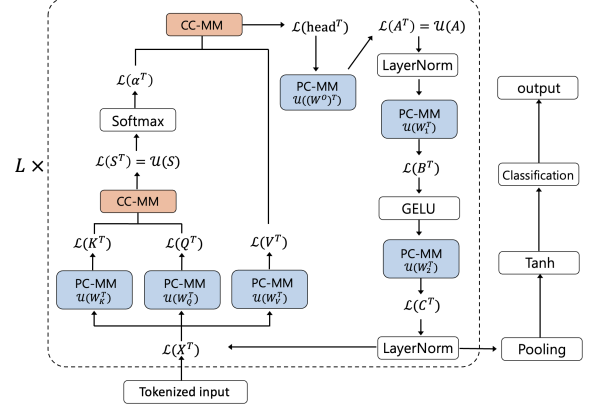 CC-MM
ℒ(head^T)
ℒ(A^T) = 𝒰(A)
LayerNorm
ℒ(α^T)
PC-MM
𝒰((W^O)^T)
output
Softmax
PC-MM
𝒰(W_1^T)
L ×
ℒ(S^T) = 𝒰(S)
ℒ(B^T)
Classification
CC-MM
GELU
ℒ(K^T)
ℒ(Q^T)
ℒ(V^T)
PC-MM
𝒰(W_2^T)
Tanh
PC-MM
𝒰(W_K^T)
PC-MM
𝒰(W_Q^T)
PC-MM
𝒰(W_V^T)
ℒ(C^T)
ℒ(X^T)
LayerNorm
Pooling
Tokenized input